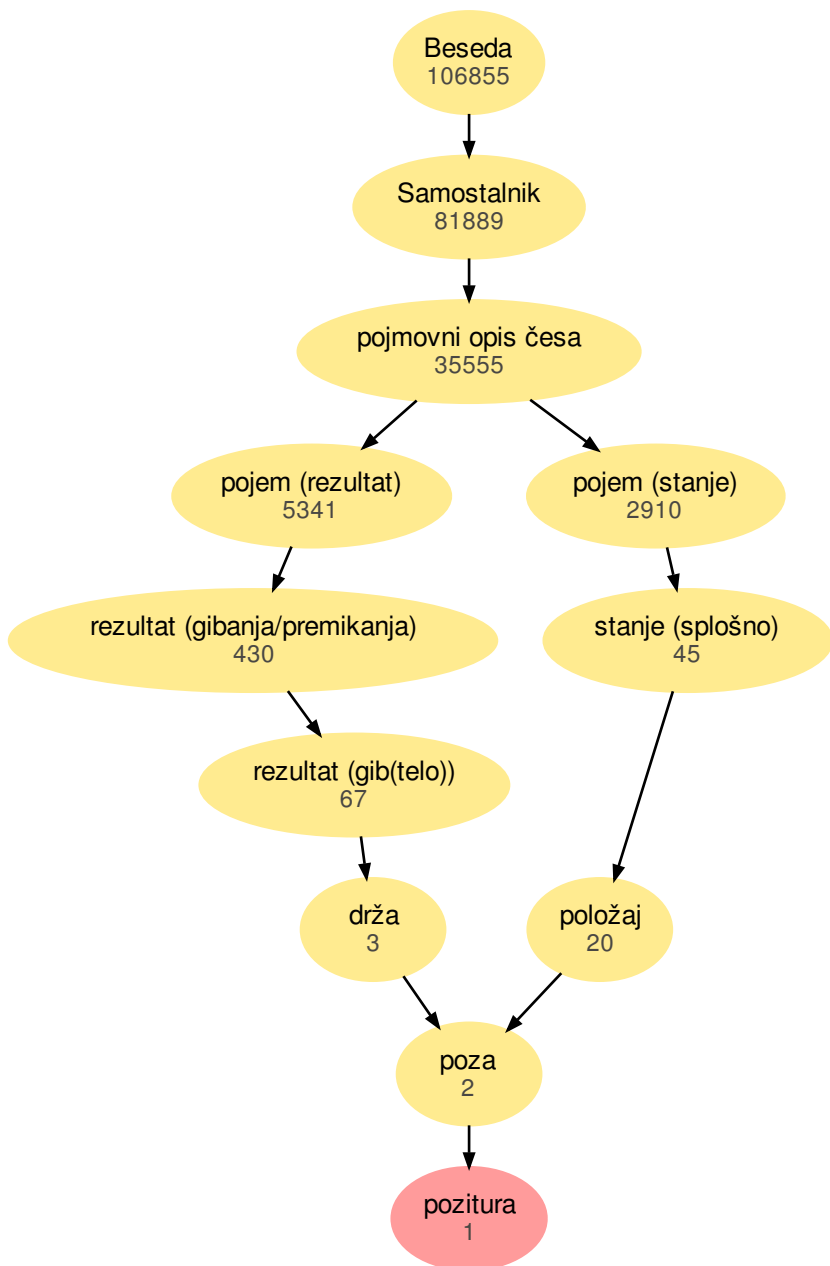 Beseda
106855
Samostalnik
81889
pojmovni opis česa
35555
pojem (rezultat)
5341
pojem (stanje)
2910
rezultat (gibanja/premikanja)
430
stanje (splošno)
45
rezultat (gib(telo))
67
drža
3
položaj
20
poza
2
pozitura
1